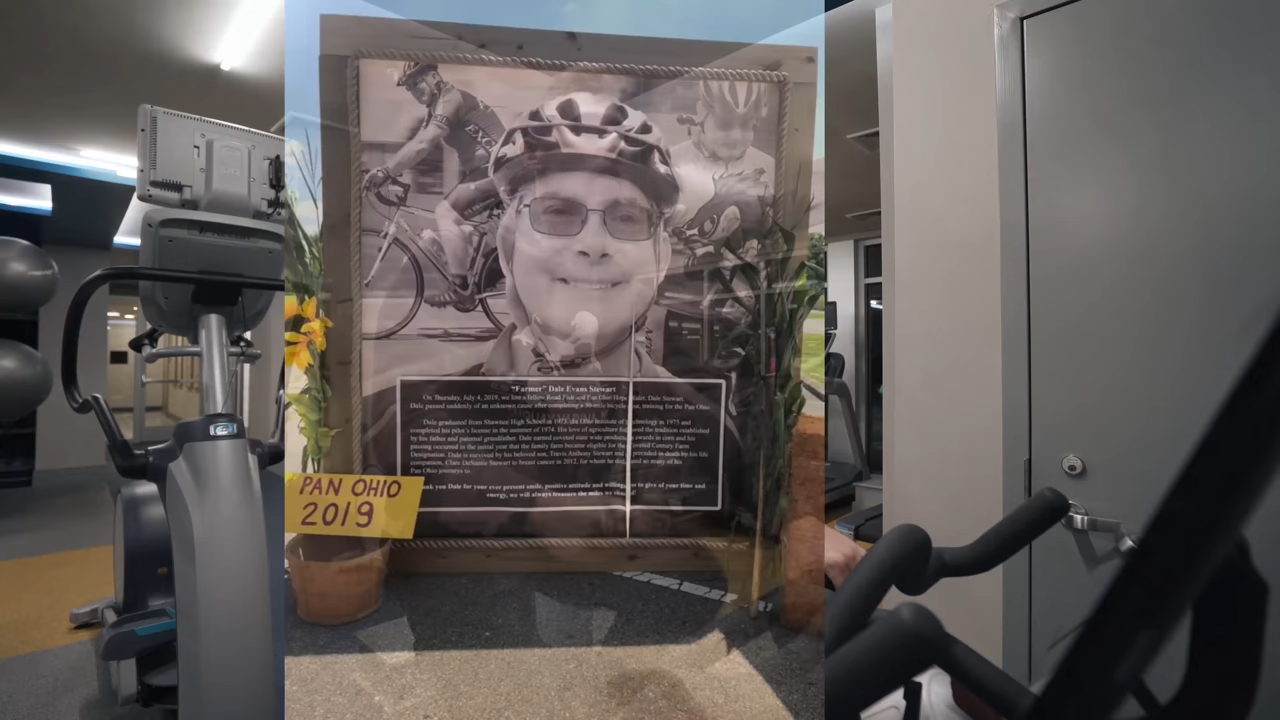 "Farmer" Dale Evans Stewart
On Thursday, July 4, 2019, we lost a fellow Road Fish and Pan Ohio Hope Rider, Dale Stewart.
Dale passed suddenly of an unknown cause after completing a 50-mile bicycle training for the Pan Ohio.
Dale graduated from Shawnee High School in 1973, the Ohio Institute of Technology in 1975 and
completed his pilot's license in the summer of 1974. His love of agriculture followed the tradition established
by his father and paternal grandfather. Dale earned coveted state wide production awards in corn and his
passing occurred in the initial year that the family farm became eligible for the coveted Century Farm
Designation. Dale is survived by his beloved son, Travis Anthony Stewart and preceded in death by his life
companion, Clare DeSantis Stewart to breast cancer in 2012, for whom he dedicated so many of his
Pan Ohio journeys to.
Thank you Dale for your ever present smile, positive attitude and willingness to give of your time and
energy, we will always treasure the miles we shared!
PAN OHIO
2019
EXC